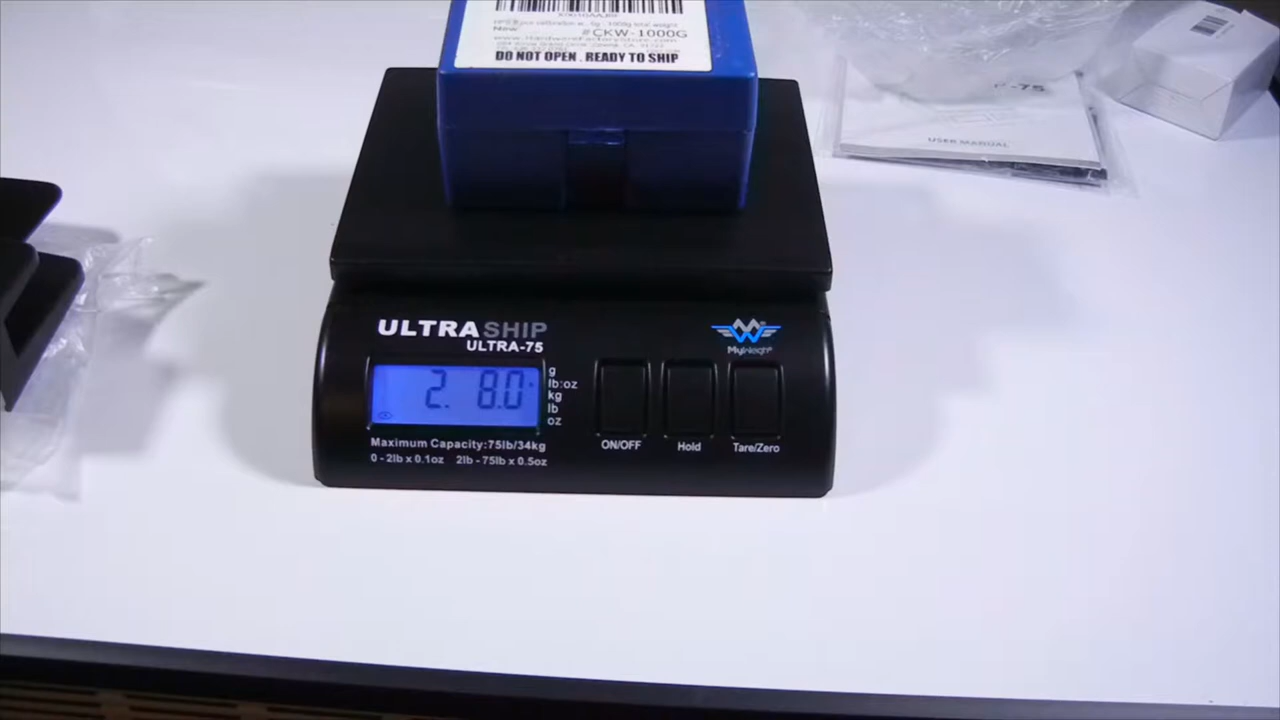 #CKW-1000G
DO NOT OPEN . READY TO SHIP
-75
USER MANUAL
ULTRASHIP
ULTRA-75
MyWeigh
2. 8.0
g
lb:oz
kg
lb
oz
ON/OFF
Hold
Tare/Zero
Maximum Capacity:75lb/34kg
0 - 2lb x 0.1oz 2lb - 75lb x 0.5oz